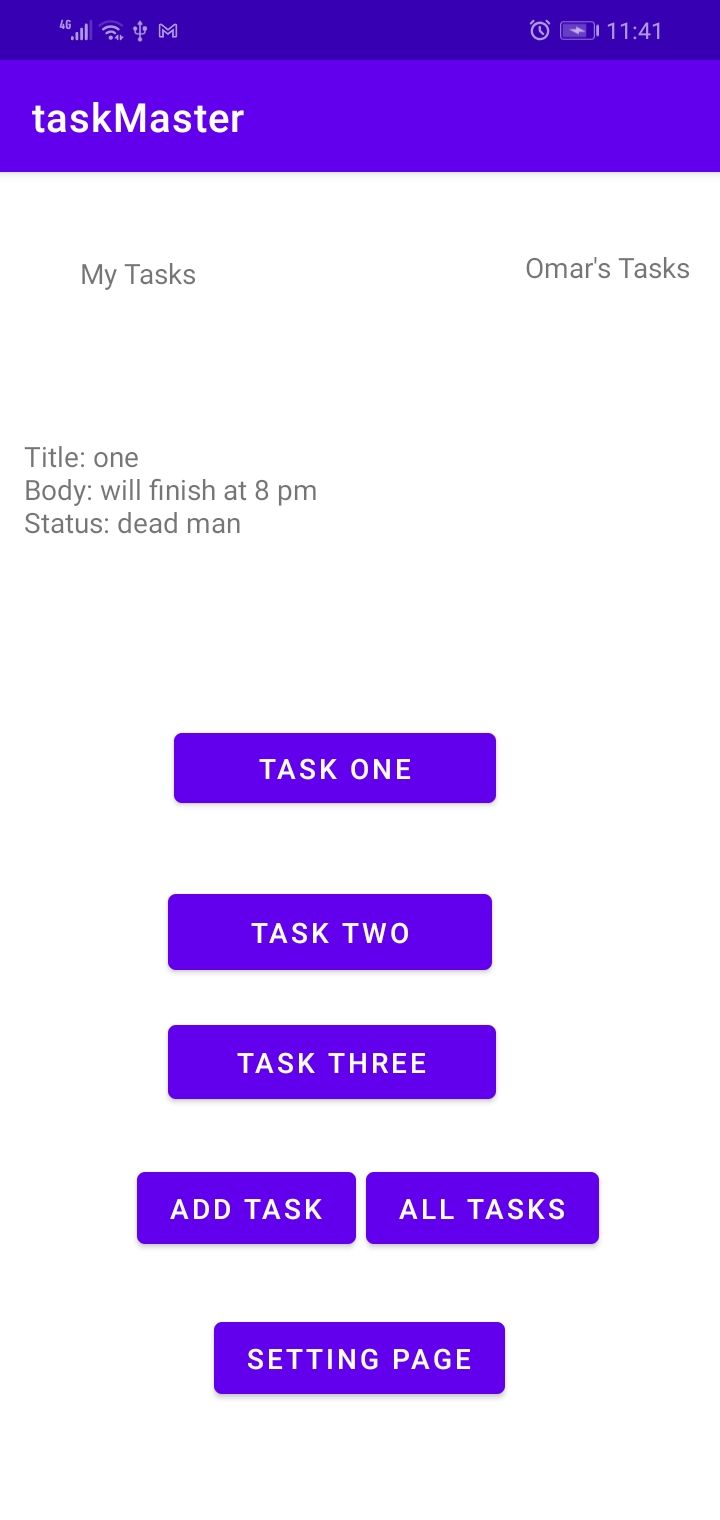 4G 11:41
taskMaster
My Tasks Omar's Tasks
Title: one
Body: will finish at 8 pm
Status: dead man
TASK ONE
TASK TWO
TASK THREE
ADD TASK ALL TASKS
SETTING PAGE